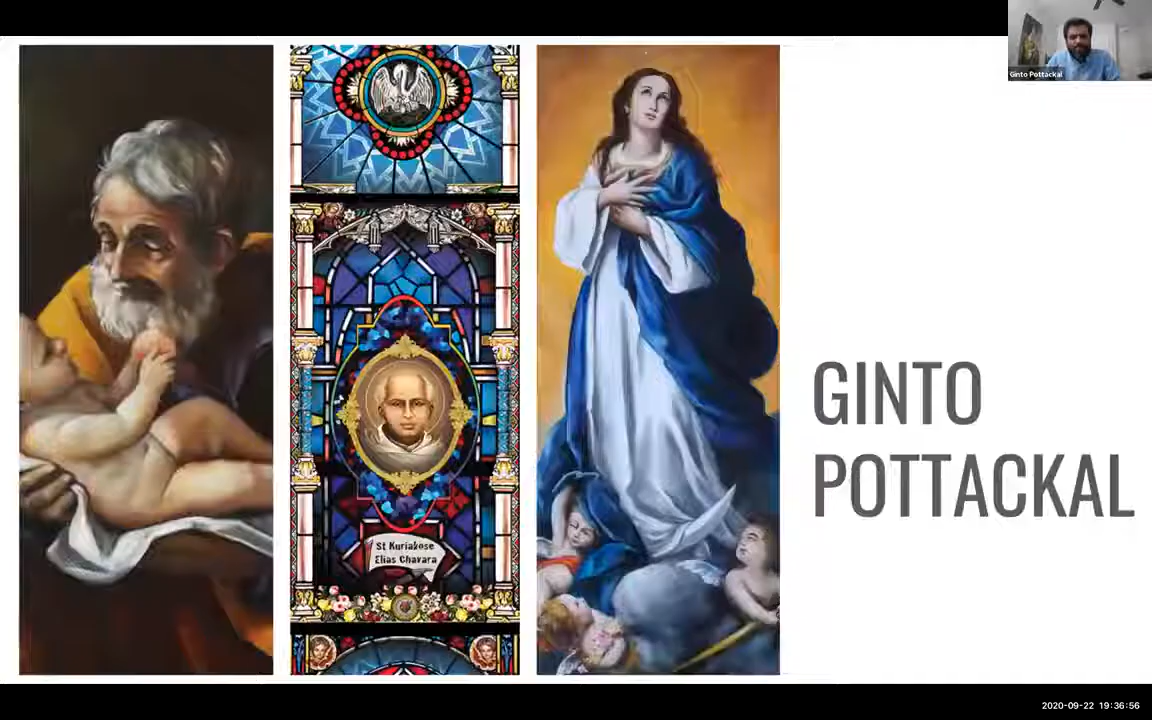 Ginto Pottackal
St Kuriakose
Elias Chavara
GINTO
POTTACKAL
2020-09-22 19:36:56